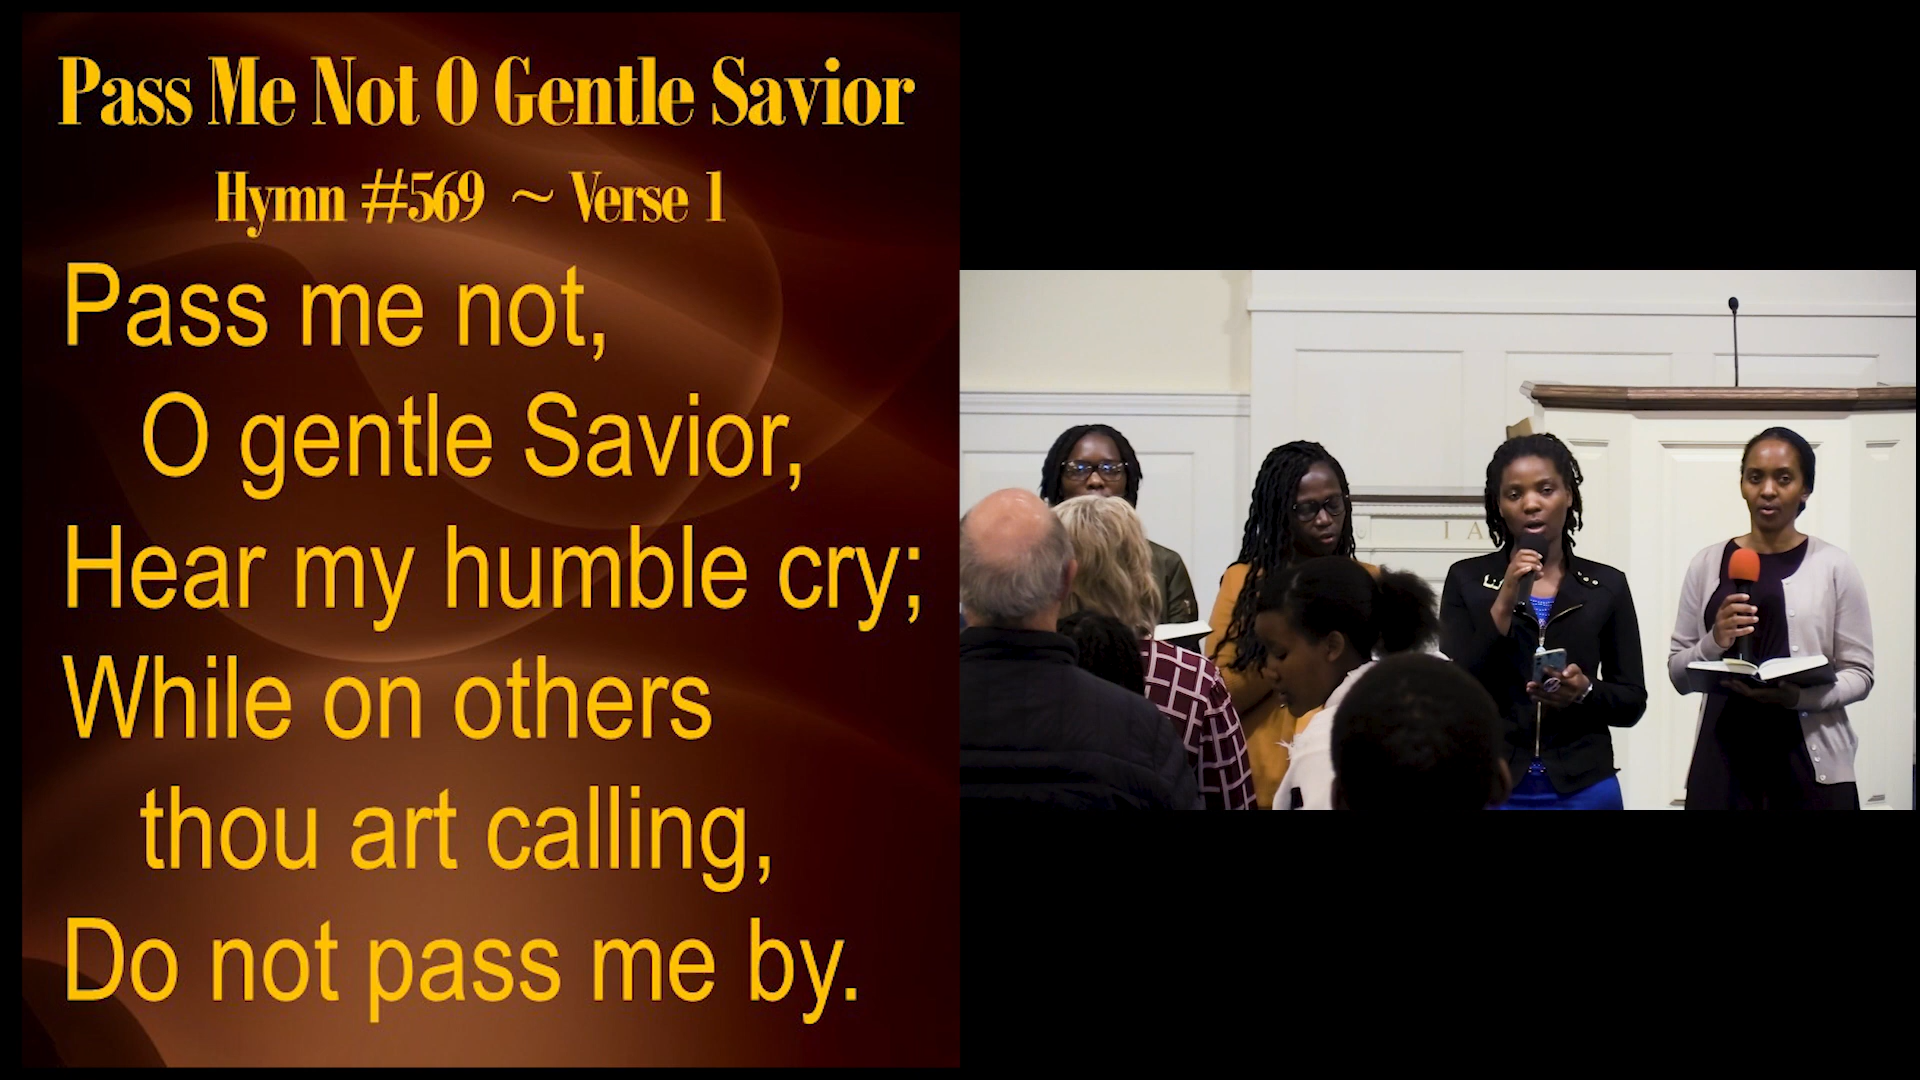 Pass Me Not O Gentle Savior
Hymn #569 ~ Verse 1
Pass me not,
O gentle Savior,
Hear my humble cry;
While on others
thou art calling,
Do not pass me by.
I A